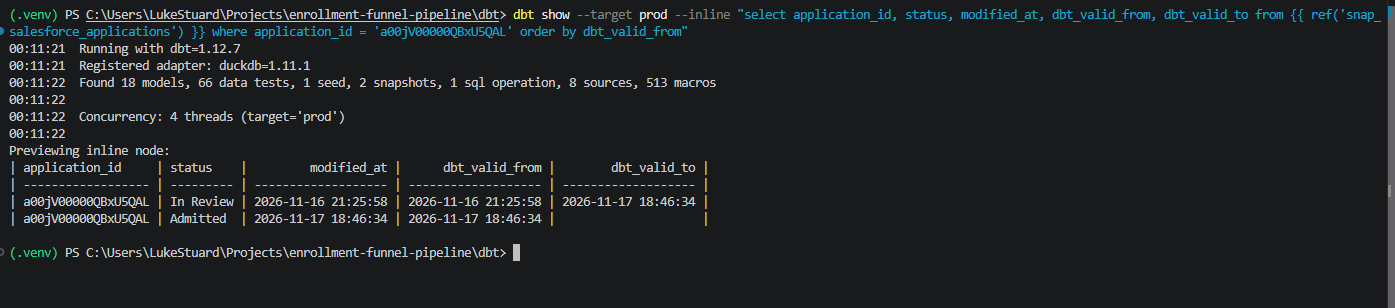 (.venv) PS C:\Users\LukeStuard\Projects\enrollment-funnel-pipeline\dbt> dbt show --target prod --inline "select application_id, status, modified_at, dbt_valid_from, dbt_valid_to from {{ ref('snap_
salesforce_applications') }} where application_id = 'a00jV00000QBxU5QAL' order by dbt_valid_from"
00:11:21  Running with dbt=1.12.7
00:11:21  Registered adapter: duckdb=1.11.1
00:11:22  Found 18 models, 66 data tests, 1 seed, 2 snapshots, 1 sql operation, 8 sources, 513 macros
00:11:22
00:11:22  Concurrency: 4 threads (target='prod')
00:11:22
Previewing inline node:
| application_id     | status    |         modified_at |      dbt_valid_from |        dbt_valid_to |
| ------------------ | --------- | ------------------- | ------------------- | ------------------- |
| a00jV00000QBxU5QAL | In Review | 2026-11-16 21:25:58 | 2026-11-16 21:25:58 | 2026-11-17 18:46:34 |
| a00jV00000QBxU5QAL | Admitted  | 2026-11-17 18:46:34 | 2026-11-17 18:46:34 |                     |
(.venv) PS C:\Users\LukeStuard\Projects\enrollment-funnel-pipeline\dbt>